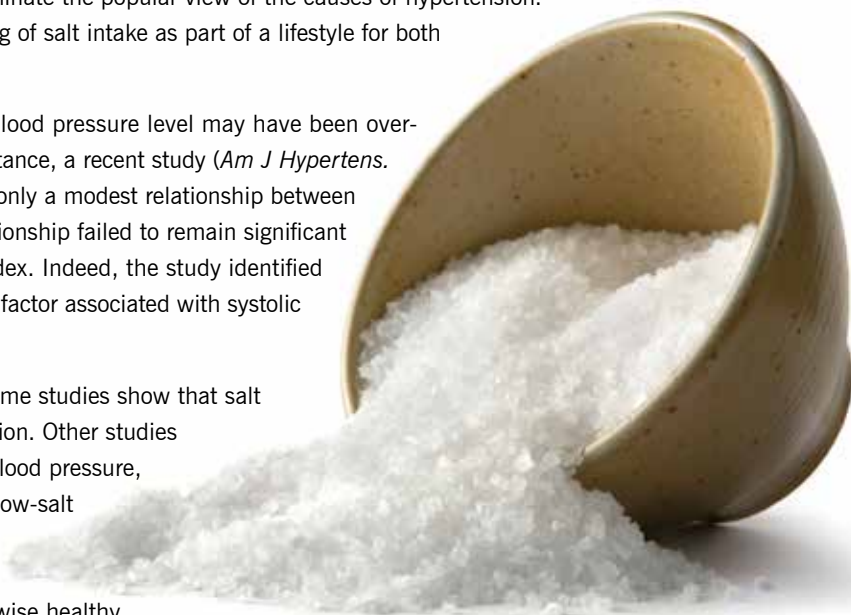 inate the popular view of the causes of hypertension.
g of salt intake as part of a lifestyle for both
lood pressure level may have been over-
tance, a recent study (Am J Hypertens.
only a modest relationship between
ionship failed to remain significant
dex. Indeed, the study identified
factor associated with systolic
me studies show that salt
ion. Other studies
lood pressure,
ow-salt
wise healthy